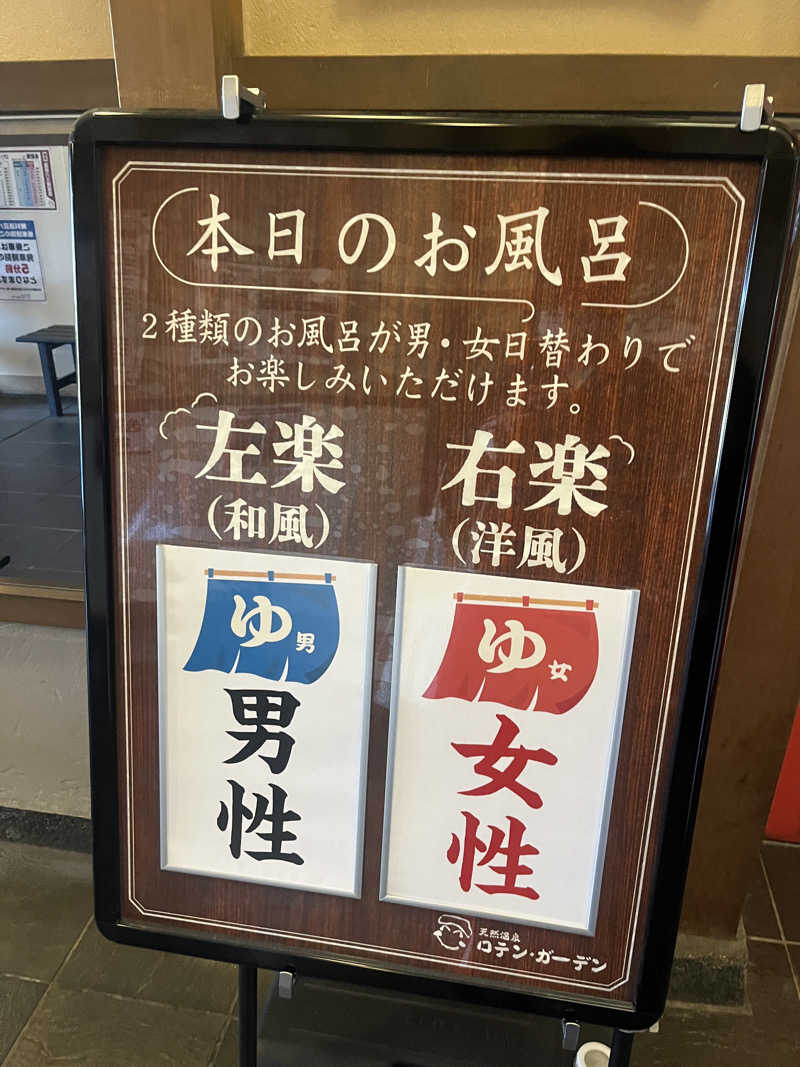 本日のお風呂
2種類のお風呂が男・女日替わりで
お楽しみいただけます。
左楽
(和風)
右楽
(洋風)
ゆ 男
男性
ゆ 女
女性
天然温泉
ロテン・ガーデン